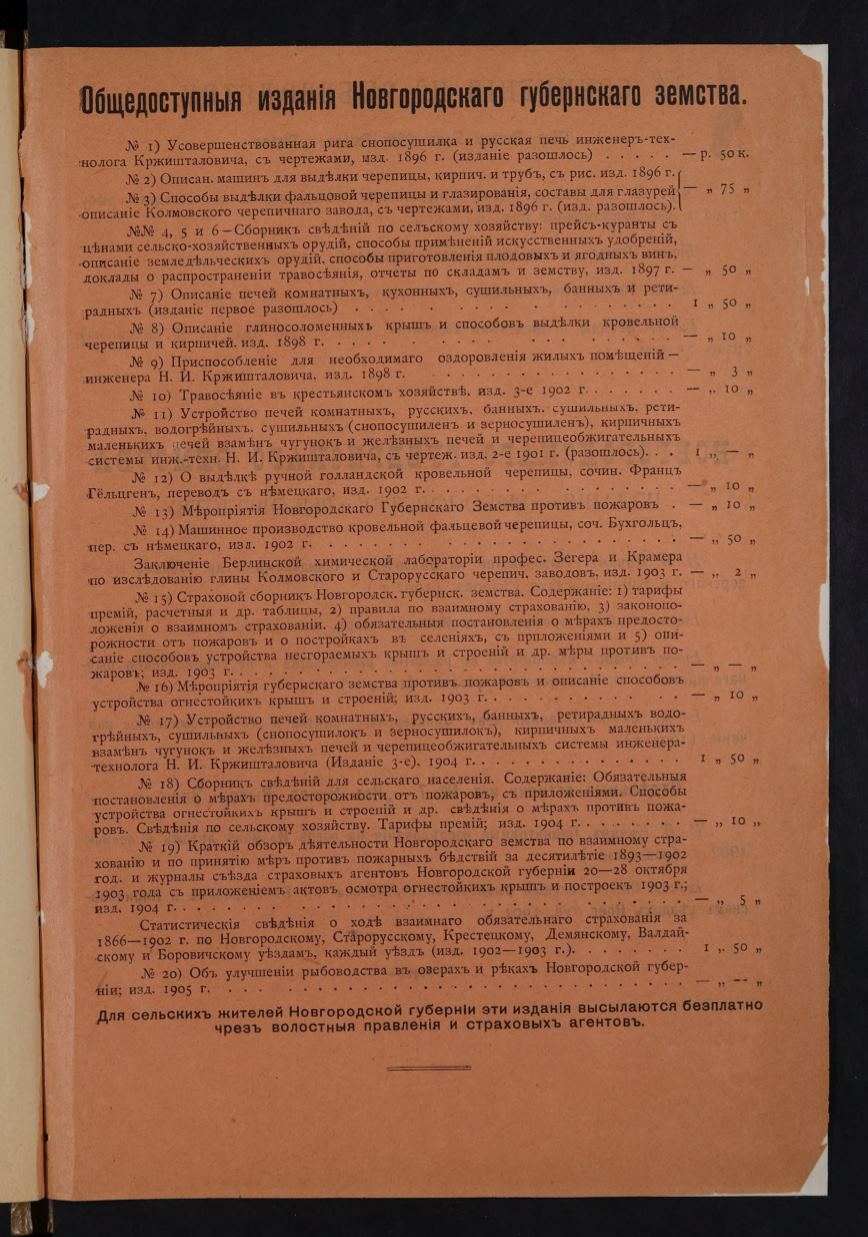 Общедоступныя изданія Новгородскаго губернскаго земства.
№ 1) Усовершенствованная рига снопосушилка и русская печь инженеръ-тех-
нолога Кржишталовича, съ чертежами, изд. 1896 г. (изданіе разошлось) . . . . . — р. 50 к.
№ 2) Описан. машинъ для выдѣлки черепицы, кирпич. и трубъ, съ рис. изд. 1896 г.
№ 3) Способы выдѣлки фальцовой черепицы и глазированія, составы для глазурей — „ 75 „
описаніе Колмовского черепичнаго завода, съ чертежами, изд. 1896 г. (изд. разошлось).
№№ 4, 5 и 6 — Сборникъ свѣдѣній по селъскому хозяйству: прейсъ-куранты съ
цѣнами сельско-хозяйственныхъ орудій, способы примѣненій искусственныхъ удобреній,
описаніе земледѣльческихъ орудій, способы приготовленія плодовыхъ и ягодныхъ винъ,
доклады о распространеніи травосѣянія, отчеты по складамъ и земству, изд. 1897 г. — „ 50 „
№ 7) Описаніе печей комнатныхъ, кухонныхъ, сушильныхъ, банныхъ и рети-
радныхъ (изданіе первое разошлось) . . . . . . . . . . . . . . 1 „ 50 „
№ 8) Описаніе глиносоломенныхъ крышъ и способовъ выдѣлки кровельной
черепицы и кирпичей, изд. 1898 г. . . . . . . . . . . . . . — „ 10 „
№ 9) Приспособленіе для необходимаго оздоровленія жилыхъ помѣщеній —
инженера Н. И. Кржишталовича, изд. 1898 г. . . . . . . . . . . . — „ 3 „
№ 10) Травосѣяніе въ крестьянскомъ хозяйствѣ, изд. 3-е 1902 г. . . . . . . — „ 10 „
№ 11) Устройство печей комнатныхъ, русскихъ, банныхъ, сушильныхъ, рети-
радныхъ, водогрѣйныхъ, сушильныхъ (снопосушиленъ и зерносушиленъ), кирпичныхъ
маленькихъ печей взамѣнъ чугунокъ и желѣзныхъ печей и черепицеобжигательныхъ
системы инж.-техн. Н. И. Кржишталовича, съ чертеж. изд. 2-е 1901 г. (разошлось). . . 1 „ — „
№ 12) О выдѣлкѣ ручной голландской кровельной черепицы, сочин. Францъ
Гёльцгенъ, переводъ съ нѣмецкаго, изд. 1902 г. . . . . . . . . . . . — „ 10 „
№ 13) Мѣропріятія Новгородскаго Губернскаго Земства противъ пожаровъ . — „ 10 „
№ 14) Машинное производство кровельной фальцевой черепицы, соч. Бухгольцъ,
пер. съ нѣмецкаго, изд. 1902 г. . . . . . . . . . . . . . . . — „ 50 „
Заключеніе Берлинской химической лабораторіи професс. Зегера и Крамера
по изслѣдованію глины Колмовского и Старорусскаго черепич. заводовъ, изд. 1903 г. — „ 2 „
№ 15) Страховой сборникъ Новгородск. губернск. земства. Содержаніе: 1) тарифы
премій, расчетныя и др. таблицы, 2) правила по взаимному страхованію, 3) законопо-
ложенія о взаимномъ страхованіи, 4) обязательныя постановленія о мѣрахъ предосто-
рожности отъ пожаровъ и о постройкахъ въ селеніяхъ, съ приложеніями и 5) опи-
саніе способовъ устройства несгораемыхъ крышъ и строеній и др. мѣры противъ по-
жаровъ; изд. 1903 г. . . . . . . . . . . . . . . . . . . . — „ — „
№ 16) Мѣропріятія губернскаго земства противъ пожаровъ и описаніе способовъ
устройства огнестойкихъ крышъ и строеній; изд. 1903 г. . . . . . . . . . — „ 10 „
№ 17) Устройство печей комнатныхъ, русскихъ, банныхъ, ретирадныхъ водо-
грѣйныхъ, сушильныхъ (снопосушилокъ и зерносушилокъ), кирпичныхъ маленькихъ
взамѣнъ чугунокъ и желѣзныхъ печей и черепицеобжигательныхъ системы инженера-
технолога Н. И. Кржишталовича (Изданіе 3-е), 1904 г. . . . . . . . . . . 1 „ 50 „
№ 18) Сборникъ свѣдѣній для сельскаго населенія. Содержаніе: Обязательныя
постановленія о мѣрахъ предосторожности отъ пожаровъ, съ приложеніями. Способы
устройства огнестойкихъ крышъ и строеній и др. свѣдѣнія о мѣрахъ противъ пожа-
ровъ. Свѣдѣнія по сельскому хозяйству. Тарифы премій; изд. 1904 г. . . . . . . — „ 10 „
№ 19) Краткій обзоръ дѣятельности Новгородскаго земства по взаимному стра-
хованію и по принятію мѣръ противъ пожарныхъ бѣдствій за десятилѣтіе 1893—1902
год. и журналы съѣзда страховыхъ агентовъ Новгородской губерніи 20—28 октября
1903 года съ приложеніемъ актовъ осмотра огнестойкихъ крышъ и построекъ 1903 г.;
изд. 1904 г. . . . . . . . . . . . . . . . . . . . . . — „ 5 „
Статистическія свѣдѣнія о ходѣ взаимнаго обязательнаго страхованія за
1866—1902 г. по Новгородскому, Старорусскому, Крестецкому, Демянскому, Валдай-
скому и Боровичскому уѣздамъ, каждый уѣздъ (изд. 1902—1903 г.). . . . . . . . 1 „ 50 „
№ 20) Объ улучшеніи рыбоводства въ озерахъ и рѣкахъ Новгородской губер-
ніи; изд. 1905 г. . . . . . . . . . . . . . . . . . . . — „ — „
Для сельскихъ жителей Новгородской губерніи эти изданія высылаются безплатно
чрезъ волостныя правленія и страховыхъ агентовъ.